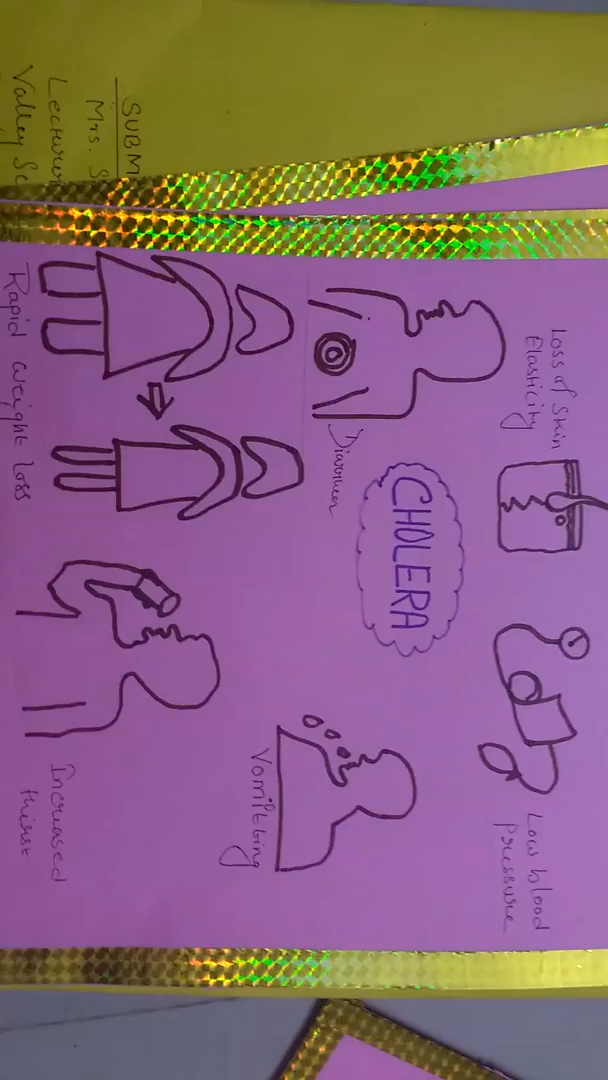 SUBM
Mrs. S
Lecturer
Valley Sc
Loss of Skin
Elasticity
Low blood
pressure
CHOLERA
Diarrhea
Vomitting
Rapid weight loss
Increased
thirst